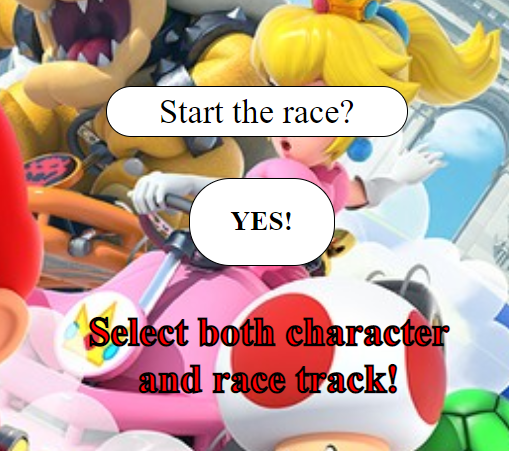 Start the race?
YES!
Select both character
and race track!